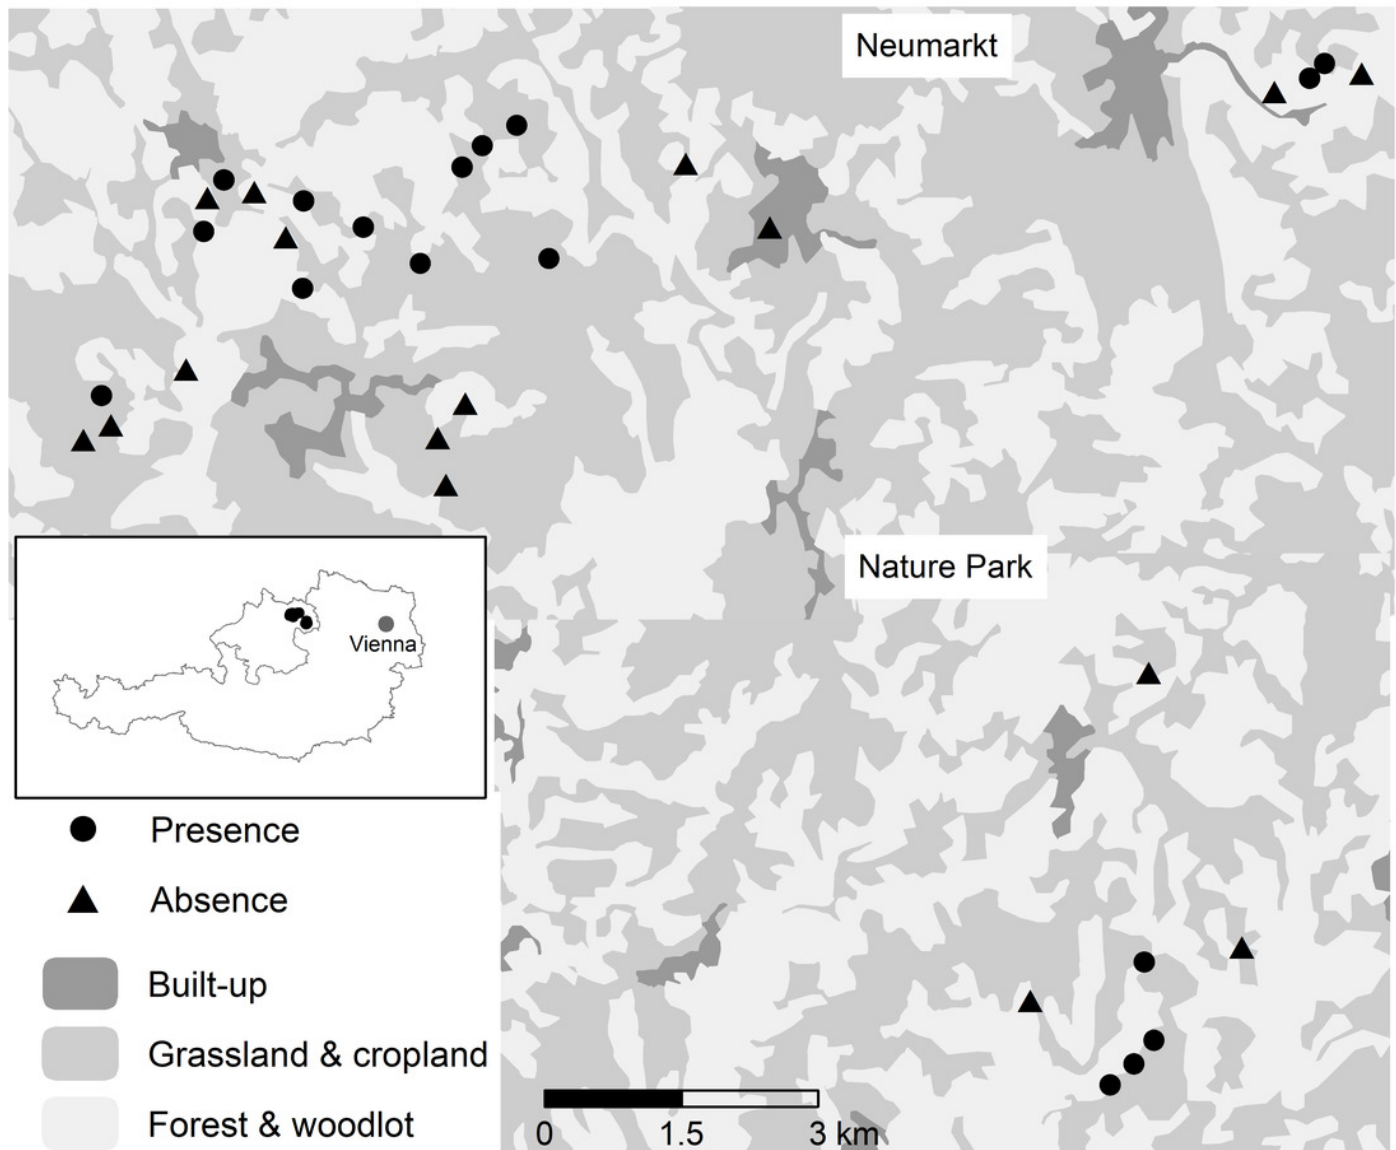 Neumarkt
Nature Park
Vienna
Presence
Absence
Built-up
Grassland & cropland
Forest & woodlot
0 1.5 3 km